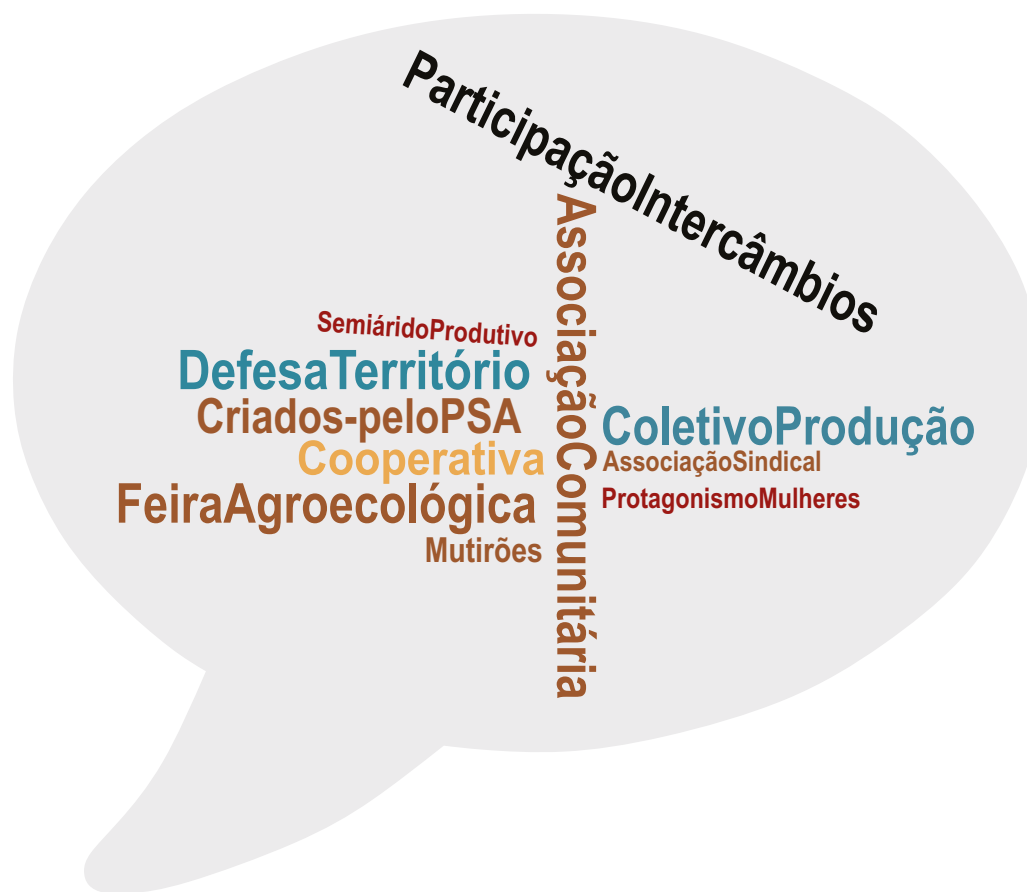 ParticipaçãoIntercâmbios
AssociaçãoComunitária
SemiáridoProdutivo
DefesaTerritório
Criados-peloPSA
Cooperativa
FeiraAgroecológica
Mutirões
ColetivoProdução
AssociaçãoSindical
ProtagonismoMulheres